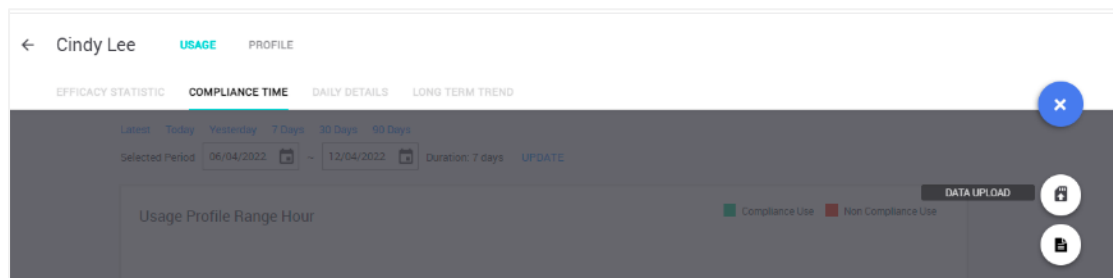 Cindy Lee USAGE PROFILE
EFFICACY STATISTIC COMPLIANCE TIME DAILY DETAILS LONG TERM TREND
Latest Today Yesterday 7 Days 30 Days 90 Days
Selected Period 06/04/2022 ~ 12/04/2022 Duration: 7 days UPDATE
DATA UPLOAD
Usage Profile Range Hour Compliance Use Non Compliance Use